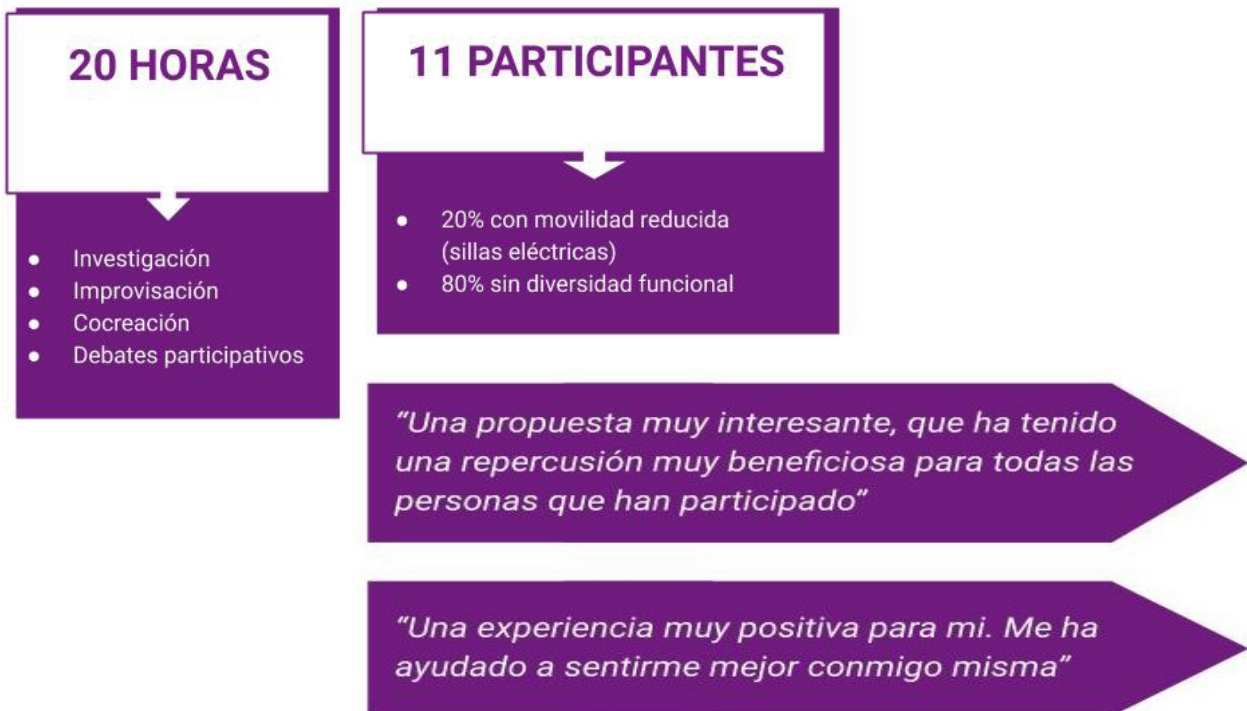 20 HORAS
● Investigación
● Improvisación
● Cocreación
● Debates participativos
11 PARTICIPANTES
● 20% con movilidad reducida
(sillas eléctricas)
● 80% sin diversidad funcional
“Una propuesta muy interesante, que ha tenido
una repercusión muy beneficiosa para todas las
personas que han participado”
“Una experiencia muy positiva para mi. Me ha
ayudado a sentirme mejor conmigo misma”